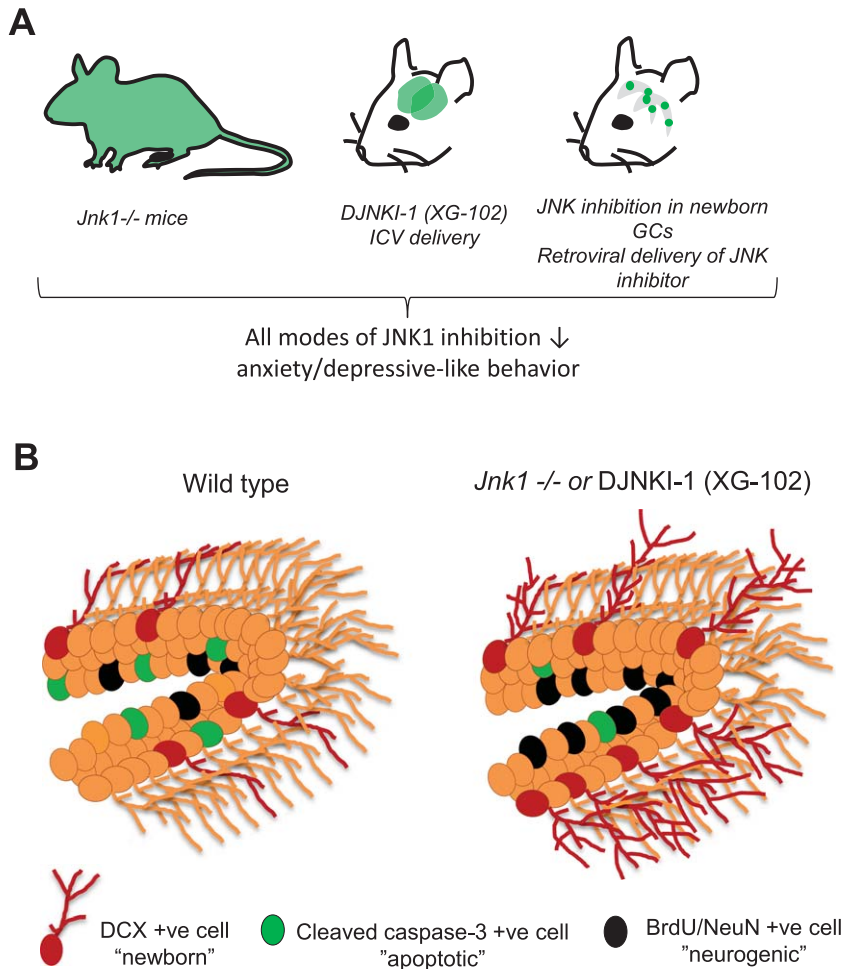 A
Jnk1-/- mice
DJNKI-1 (XG-102)
ICV delivery
JNK inhibition in newborn
GCs
Retroviral delivery of JNK
inhibitor
All modes of JNK1 inhibition ↓
anxiety/depressive-like behavior
B
Wild type
Jnk1 -/- or DJNKI-1 (XG-102)
DCX +ve cell
“newborn”
Cleaved caspase-3 +ve cell
”apoptotic”
BrdU/NeuN +ve cell
”neurogenic”